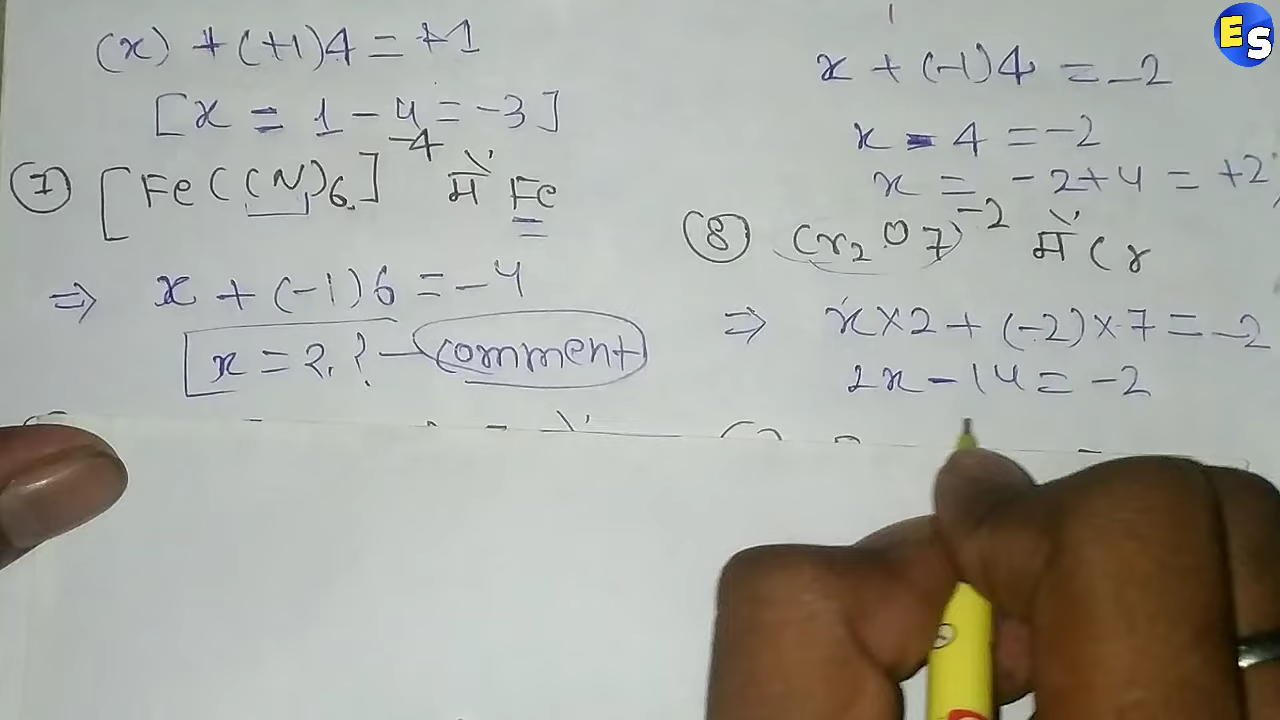 (x) + (+1)4 = +1
[x = 1 - 4 = -3]
⑦ [Fe(CN)6]⁻⁴ में Fe
⇒ x + (-1)6 = -4
x = ?.? - comment
x + (-1)4 = -2
x - 4 = -2
x = -2+4 = +2
⑧ (Cr₂O7)⁻² में Cr
⇒ x×2 + (-2)×7 = -2
2x - 14 = -2
ES